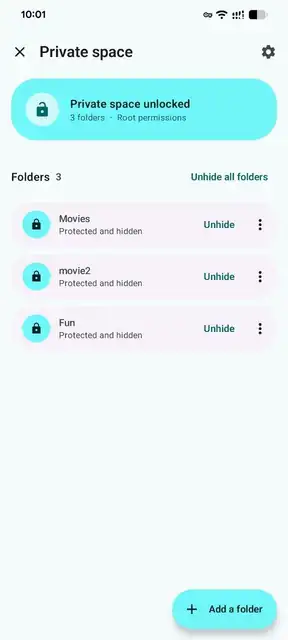 10:01
Private space
Private space unlocked
3 folders · Root permissions
Folders 3
Unhide all folders
Movies
Protected and hidden
Unhide
movie2
Protected and hidden
Unhide
Fun
Protected and hidden
Unhide
Add a folder